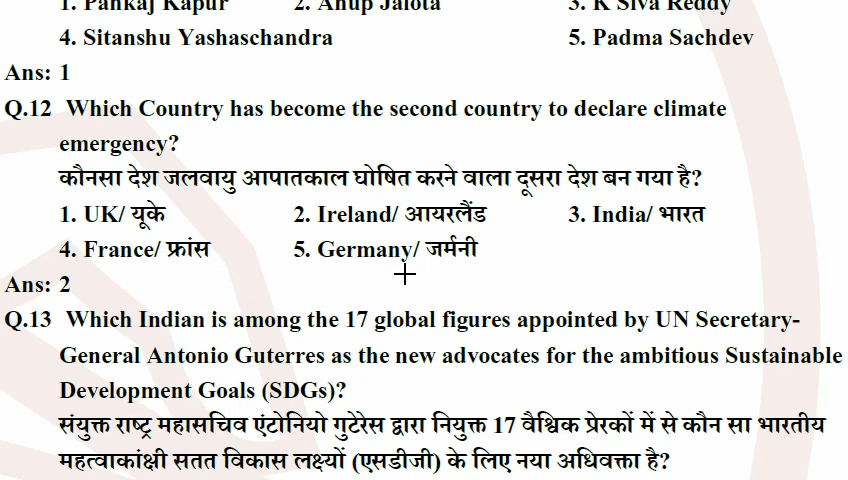 1. Pankaj Kapur 2. Anup Jalota 3. K Siva Reddy
4. Sitanshu Yashaschandra 5. Padma Sachdev
Ans: 1
Q.12 Which Country has become the second country to declare climate
emergency?
कौनसा देश जलवायु आपातकाल घोषित करने वाला दूसरा देश बन गया है?
1. UK/ यूके 2. Ireland/ आयरलैंड 3. India/ भारत
4. France/ फ्रांस 5. Germany/ जर्मनी
Ans: 2
Q.13 Which Indian is among the 17 global figures appointed by UN Secretary-
General Antonio Guterres as the new advocates for the ambitious Sustainable
Development Goals (SDGs)?
संयुक्त राष्ट्र महासचिव एंटोनियो गुटेरेस द्वारा नियुक्त 17 वैश्विक प्रेरकों में से कौन सा भारतीय
महत्वाकांक्षी सतत विकास लक्ष्यों (एसडीजी) के लिए नया अधिवक्ता है?